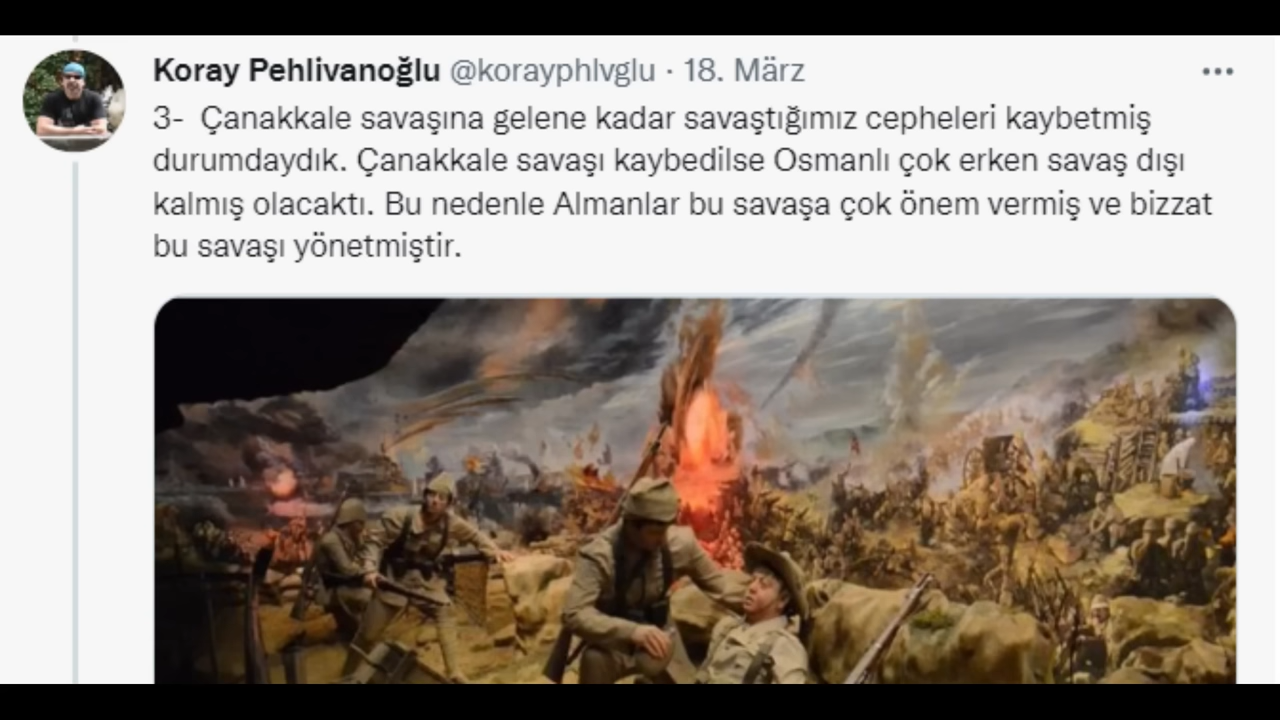 Koray Pehlivanoğlu @korayphlvglu · 18. März
3- Çanakkale savaşına gelene kadar savaştığımız cepheleri kaybetmiş
durumdaydık. Çanakkale savaşı kaybedilse Osmanlı çok erken savaş dışı
kalmış olacaktı. Bu nedenle Almanlar bu savaşa çok önem vermiş ve bizzat
bu savaşı yönetmiştir.